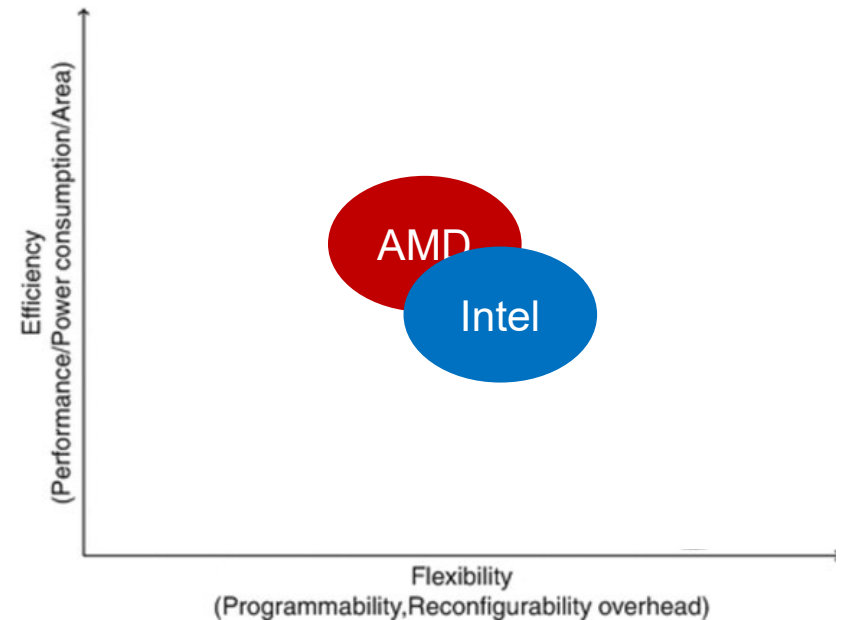 Efficiency
(Performance/Power consumption/Area)
AMD
Intel
Flexibility
(Programmability,Reconfigurability overhead)